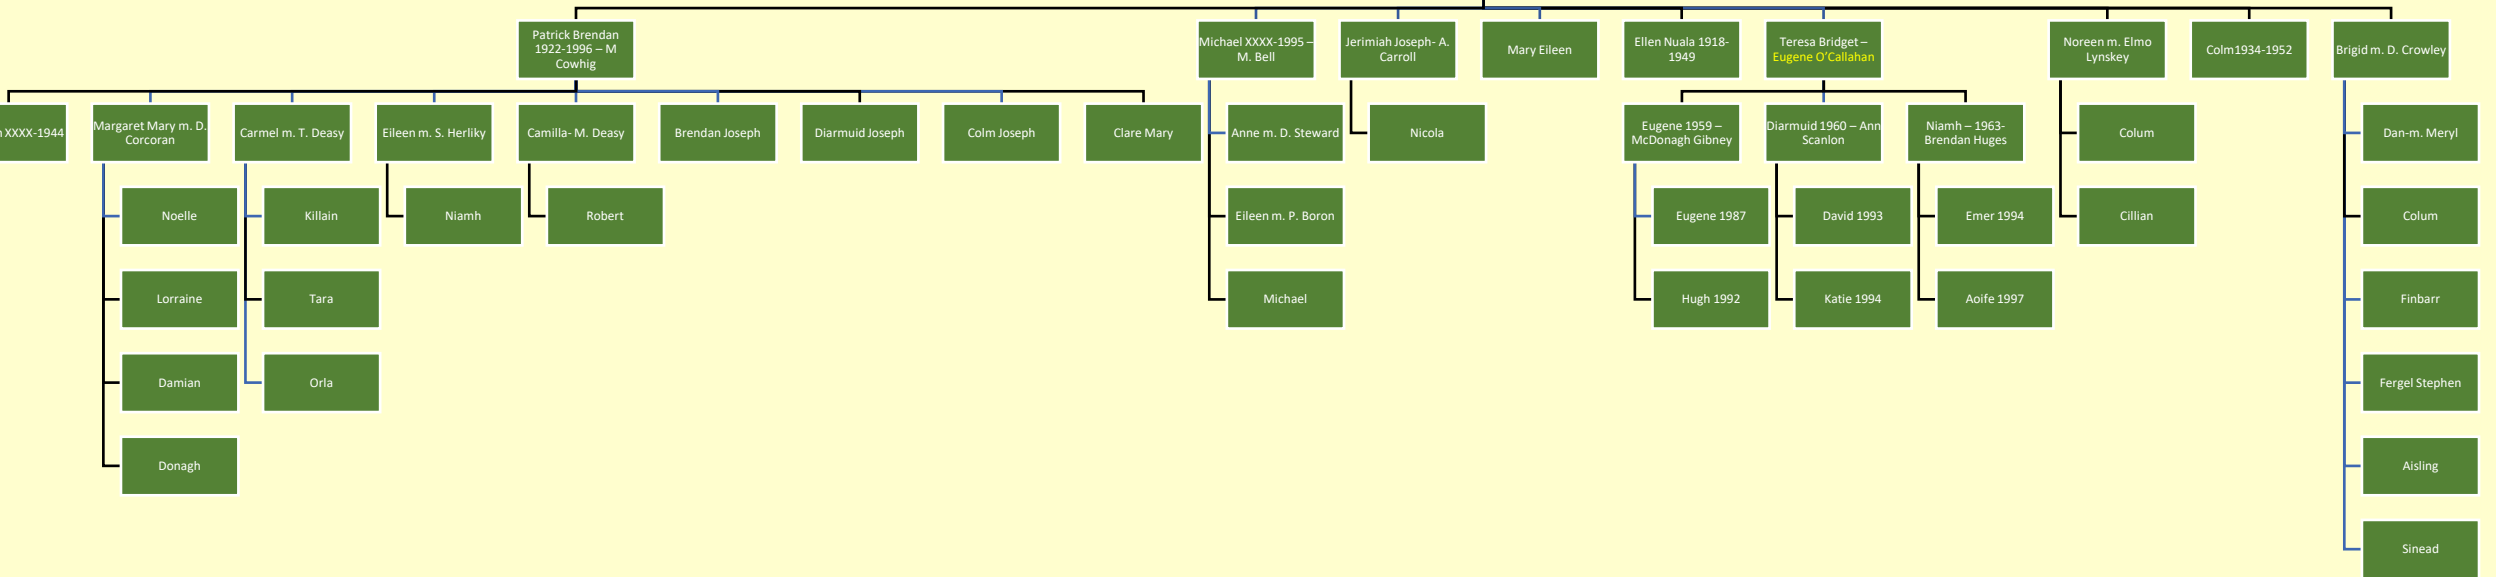 Patrick Brendan
1922-1996 – M
Cowhig
Michael XXXX-1995 –
M. Bell
Jerimiah Joseph- A.
Carroll
Mary Eileen
Ellen Nuala 1918-
1949
Teresa Bridget –
Eugene O’Callahan
Noreen m. Elmo
Lynskey
Colm1934-1952
Brigid m. D. Crowley
XXXX-1944
Margaret Mary m. D.
Corcoran
Carmel m. T. Deasy
Eileen m. S. Herliky
Camilla- M. Deasy
Brendan Joseph
Diarmuid Joseph
Colm Joseph
Clare Mary
Anne m. D. Steward
Nicola
Eugene 1959 –
McDonagh Gibney
Diarmuid 1960 – Ann
Scanlon
Niamh – 1963-
Brendan Huges
Colum
Dan-m. Meryl
Noelle
Killain
Niamh
Robert
Eileen m. P. Boron
Eugene 1987
David 1993
Emer 1994
Cillian
Colum
Lorraine
Tara
Michael
Hugh 1992
Katie 1994
Aoife 1997
Finbarr
Damian
Orla
Fergel Stephen
Donagh
Aisling
Sinead